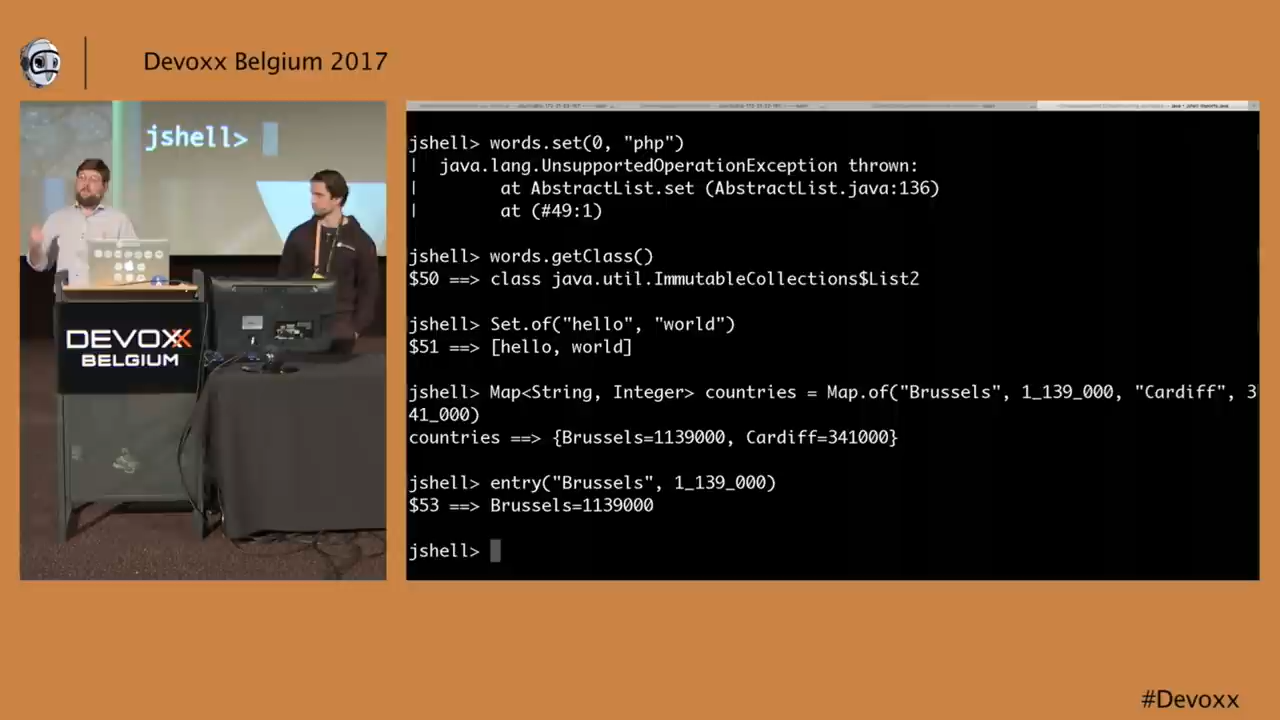 Devoxx Belgium 2017
jshell>
DEVOXX
BELGIUM
jshell> words.set(0, "php")
|   java.lang.UnsupportedOperationException thrown:
|         at AbstractList.set (AbstractList.java:136)
|         at (#49:1)
jshell> words.getClass()
$50 ==> class java.util.ImmutableCollections$List2
jshell> Set.of("hello", "world")
$51 ==> [hello, world]
jshell> Map<String, Integer> countries = Map.of("Brussels", 1_139_000, "Cardiff", 3
41_000)
countries ==> {Brussels=1139000, Cardiff=341000}
jshell> entry("Brussels", 1_139_000)
$53 ==> Brussels=1139000
jshell>
#Devoxx